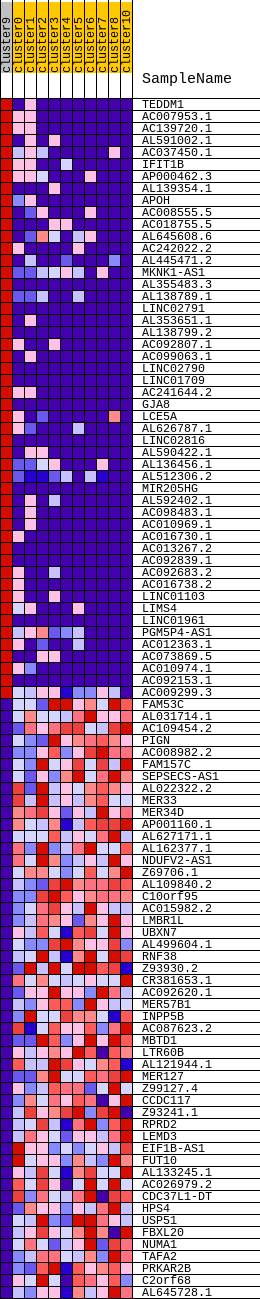 cluster9
cluster0
cluster1
cluster2
cluster3
cluster4
cluster5
cluster6
cluster7
cluster8
cluster10
SampleName
TEDDM1
AC007953.1
AC139720.1
AL591002.1
AC037450.1
IFIT1B
AP000462.3
AL139354.1
APOH
AC008555.5
AC018755.5
AL645608.6
AC242022.2
AL445471.2
MKNK1-AS1
AL355483.3
AL138789.1
LINC02791
AL353651.1
AL138799.2
AC092807.1
AC099063.1
LINC02790
LINC01709
AC241644.2
GJA8
LCE5A
AL626787.1
LINC02816
AL590422.1
AL136456.1
AL512306.2
MIR205HG
AL592402.1
AC098483.1
AC010969.1
AC016730.1
AC013267.2
AC092839.1
AC092683.2
AC016738.2
LINC01103
LIMS4
LINC01961
PGM5P4-AS1
AC012363.1
AC073869.5
AC010974.1
AC092153.1
AC009299.3
FAM53C
AL031714.1
AC109454.2
PIGN
AC008982.2
FAM157C
SEPSECS-AS1
AL022322.2
MER33
MER34D
AP001160.1
AL627171.1
AL162377.1
NDUFV2-AS1
Z69706.1
AL109840.2
C10orf95
AC015982.2
LMBR1L
UBXN7
AL499604.1
RNF38
Z93930.2
CR381653.1
AC092620.1
MER57B1
INPP5B
AC087623.2
MBTD1
LTR60B
AL121944.1
MER127
Z99127.4
CCDC117
Z93241.1
RPRD2
LEMD3
EIF1B-AS1
FUT10
AL133245.1
AC026979.2
CDC37L1-DT
HPS4
USP51
FBXL20
NUMA1
TAFA2
PRKAR2B
C2orf68
AL645728.1